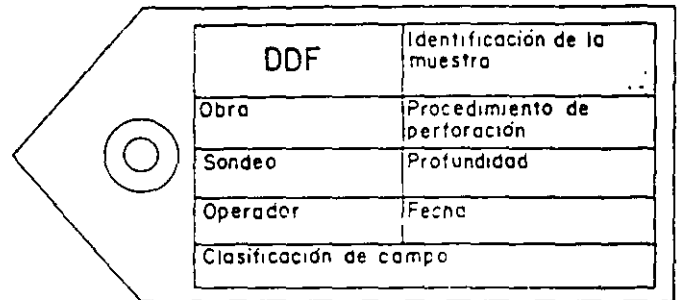 DDF
Identificación de la
muestra
Obra
Procedimiento de
perforación
Sondeo
Profundidad
Operador
Fecha
Clasificación de campo